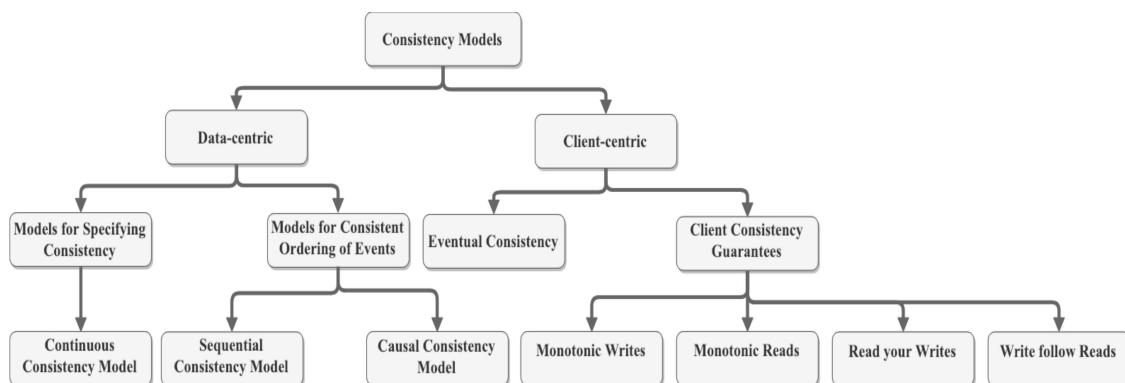 Consistency Models
Data-centric
Client-centric
Models for Specifying
Consistency
Models for Consistent
Ordering of Events
Eventual Consistency
Client Consistency
Guarantees
Continuous
Consistency Model
Sequential
Consistency Model
Causal Consistency
Model
Monotonic Writes
Monotonic Reads
Read your Writes
Write follow Reads